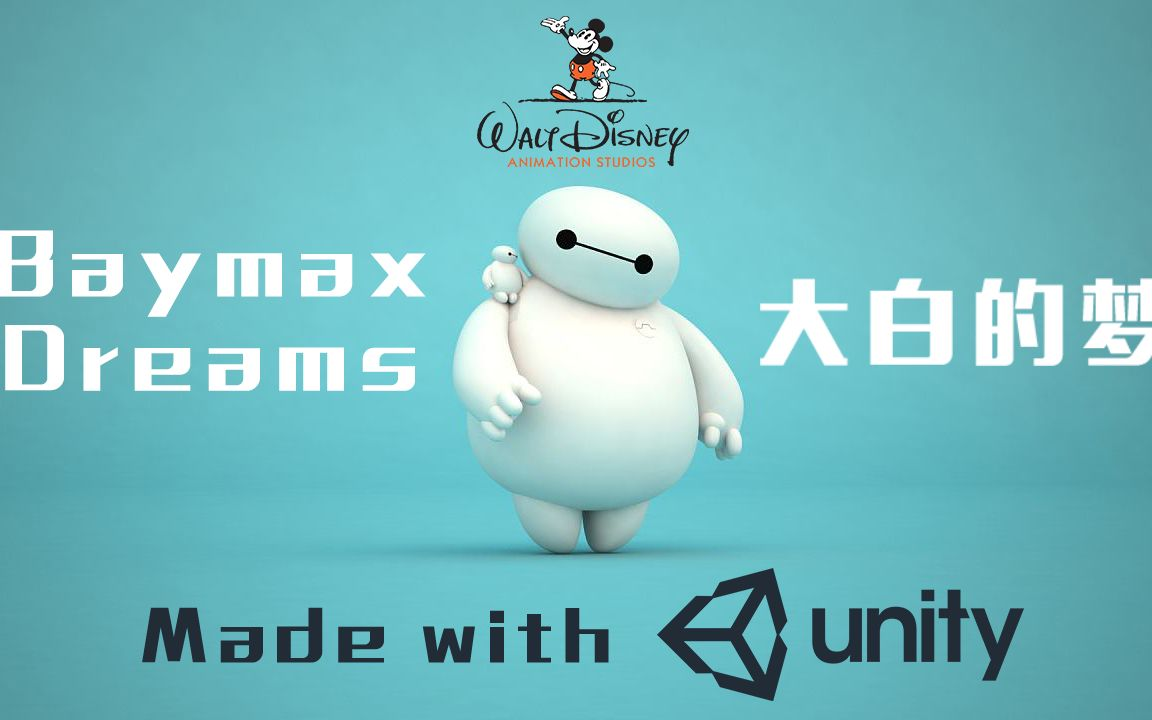 WALT DISNEY
ANIMATION STUDIOS
Baymax
Dreams
大白的梦
Made with unity